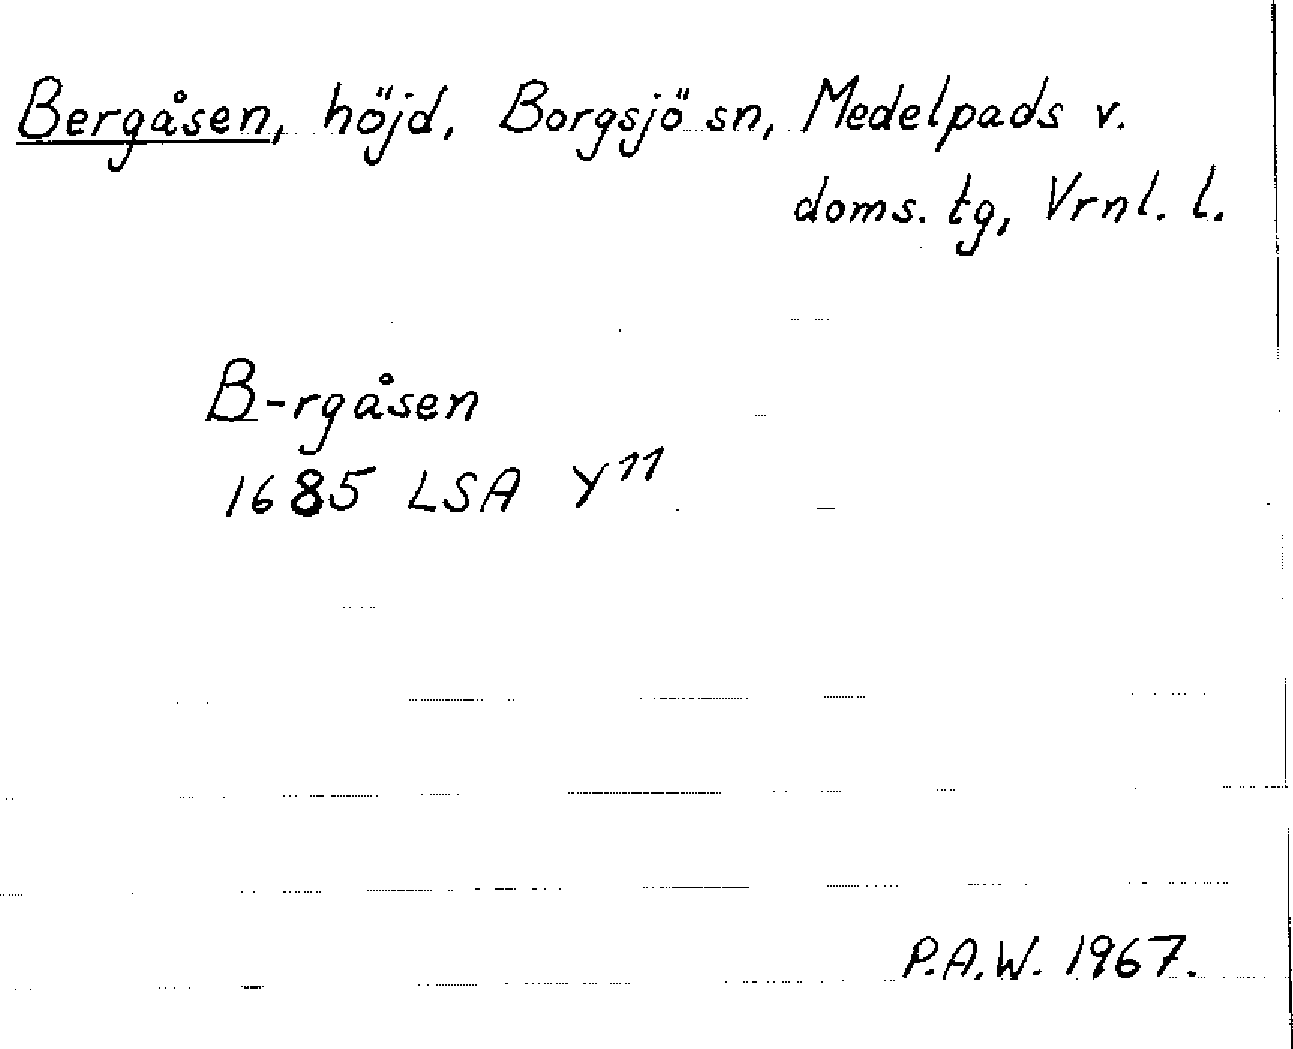 Bergåsen, höjd. Borgsjö sn, Medelpads v.
doms. tg, Vrnl. l.
B-rgåsen
1685 LSA Y11
P.A.W. 1967.